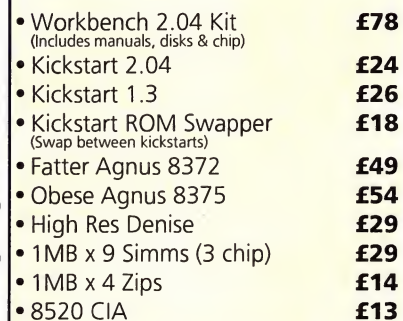 • Workbench 2.04 Kit £78
(Includes manuals, disks & chip)
• Kickstart 2.04 £24
• Kickstart 1.3 £26
• Kickstart ROM Swapper £18
(Swap between kickstarts)
• Fatter Agnus 8372 £49
• Obese Agnus 8375 £54
• High Res Denise £29
• 1MB x 9 Simms (3 chip) £29
• 1MB x 4 Zips £14
• 8520 CIA £13